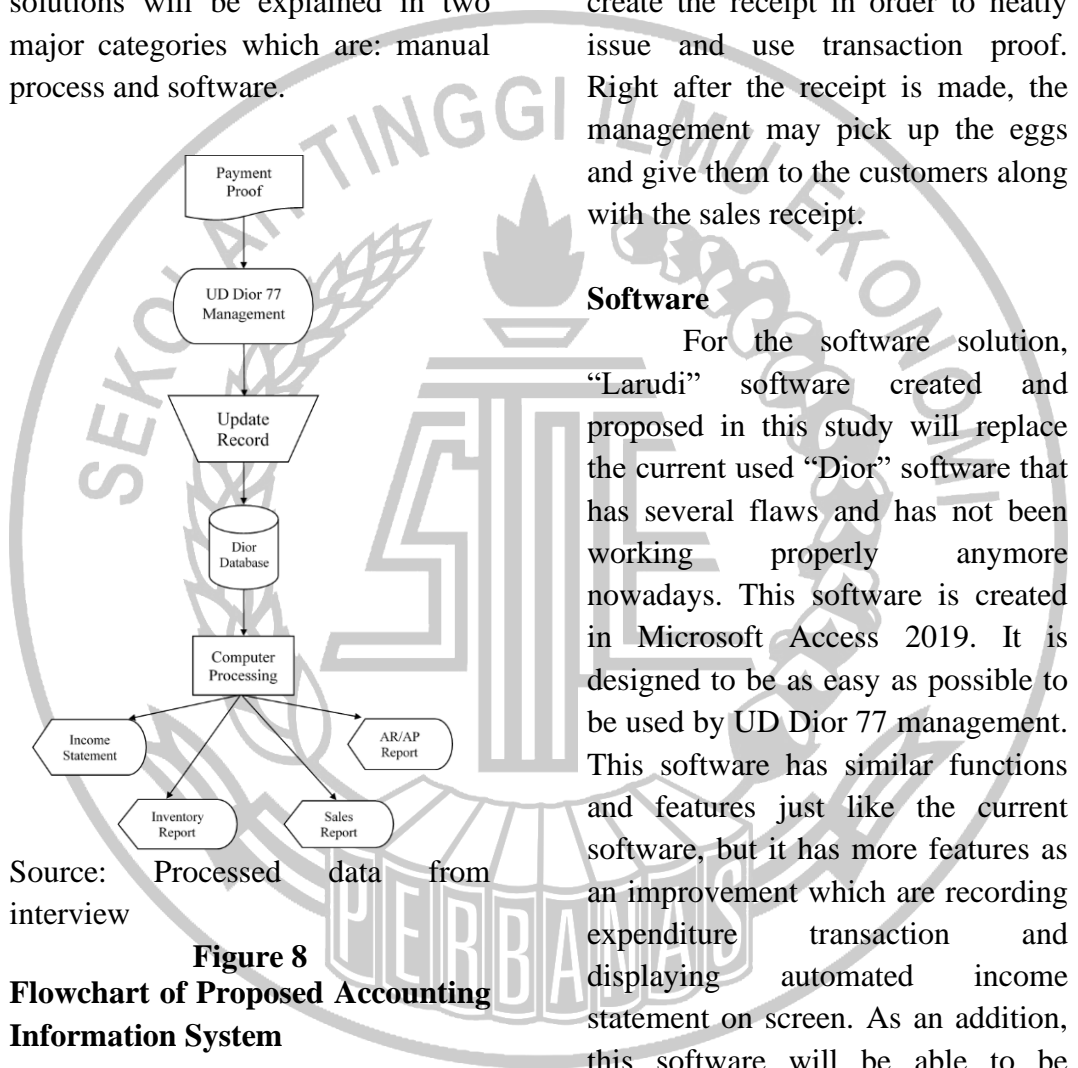 solutions will be explained in two
major categories which are: manual
process and software.
Payment
Proof
UD Dior 77
Management
Update
Record
Dior
Database
Computer
Processing
Income
Statement
AR/AP
Report
Inventory
Report
Sales
Report
Source: Processed data from
interview
Figure 8
Flowchart of Proposed Accounting
Information System
create the receipt in order to neatly
issue and use transaction proof.
Right after the receipt is made, the
management may pick up the eggs
and give them to the customers along
with the sales receipt.
Software
For the software solution,
“Larudi” software created and
proposed in this study will replace
the current used “Dior” software that
has several flaws and has not been
working properly anymore
nowadays. This software is created
in Microsoft Access 2019. It is
designed to be as easy as possible to
be used by UD Dior 77 management.
This software has similar functions
and features just like the current
software, but it has more features as
an improvement which are recording
expenditure transaction and
displaying automated income
statement on screen. As an addition,
this software will be able to be
SEKOLAH TINGGI ILMU EKONOMI
PERBANAS